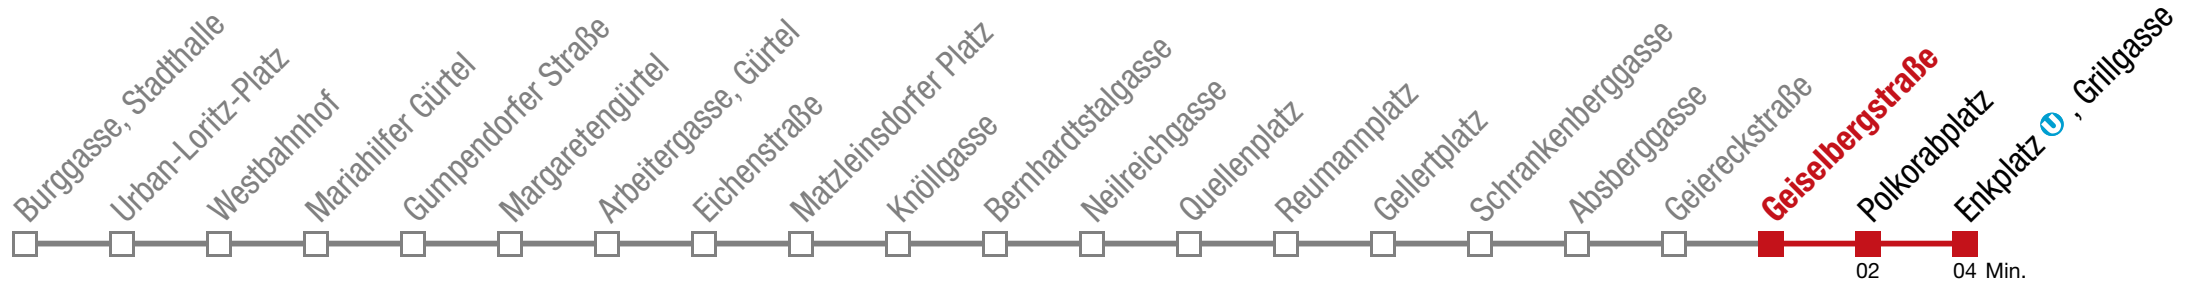 Burggasse, Stadthalle
Urban-Loritz-Platz
Westbahnhof
Mariahilfer Gürtel
Gumpendorfer Straße
Margaretengürtel
Arbeitergasse, Gürtel
Eichenstraße
Matzleinsdorfer Platz
Knöllgasse
Bernhardtstalgasse
Neilreichgasse
Quellenplatz
Reumannplatz
Gellertplatz
Schrankenberggasse
Absberggasse
Geiereckstraße
Geiselbergstraße
Polkorabplatz
Enkplatz U , Grillgasse
02
04 Min.